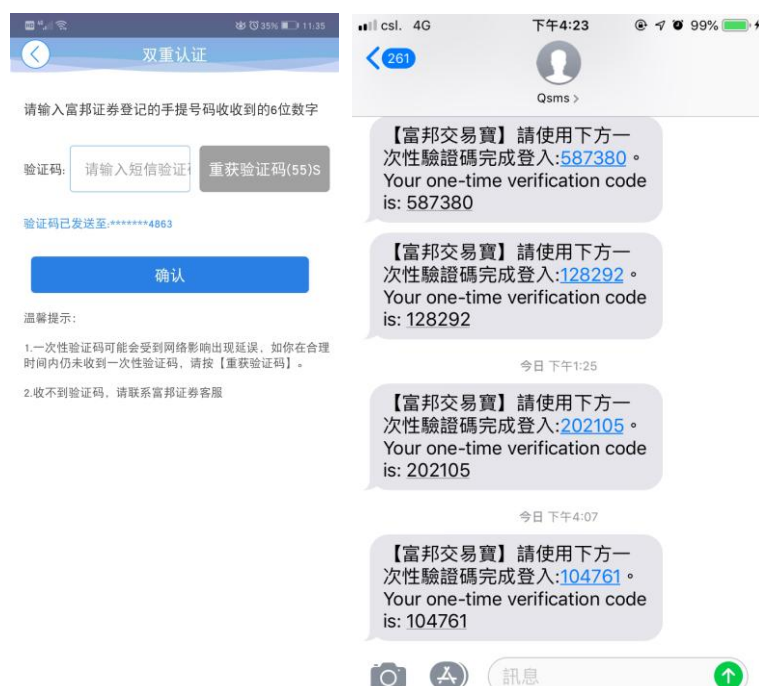 35% 11:35
双重认证
请输入富邦证券登记的手提号码收收到的6位数字
验证码:
请输入短信验证
重获验证码(55)S
验证码已发送至:*******4863
确认
温馨提示:
1.一次性验证码可能会受到网络影响出现延误，如你在合理
时间内仍未收到一次性验证码，请按【重获验证码】。
2.收不到验证码，请联系富邦证券客服
csl. 4G
下午4:23
99%
261
Qsms >
【富邦交易寶】請使用下方一
次性驗證碼完成登入:587380。
Your one-time verification code
is: 587380
【富邦交易寶】請使用下方一
次性驗證碼完成登入:128292。
Your one-time verification code
is: 128292
今日 下午1:25
【富邦交易寶】請使用下方一
次性驗證碼完成登入:202105。
Your one-time verification code
is: 202105
今日 下午4:07
【富邦交易寶】請使用下方一
次性驗證碼完成登入:104761。
Your one-time verification code
is: 104761
訊息